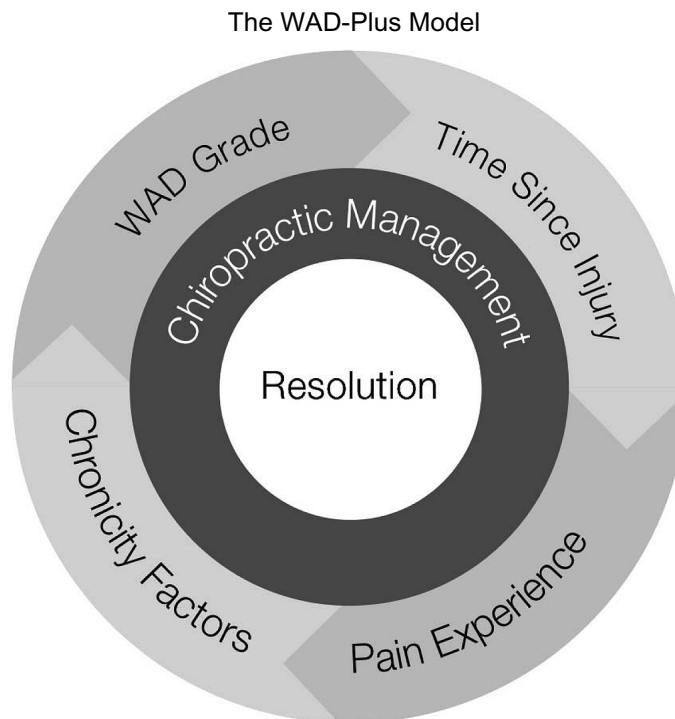 The WAD-Plus Model
WAD Grade
Time Since Injury
Pain Experience
Chronicity Factors
Chiropractic Management
Resolution